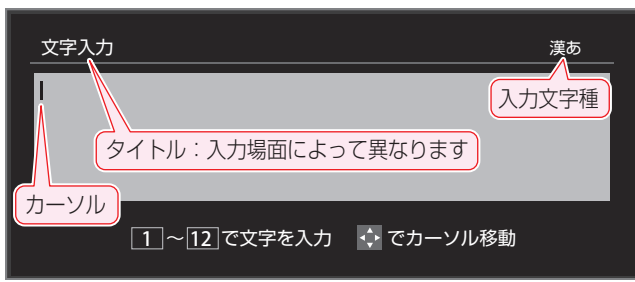 文字入力 漢あ
入力文字種
タイトル：入力場面によって異なります
カーソル
1～12で文字を入力 でカーソル移動